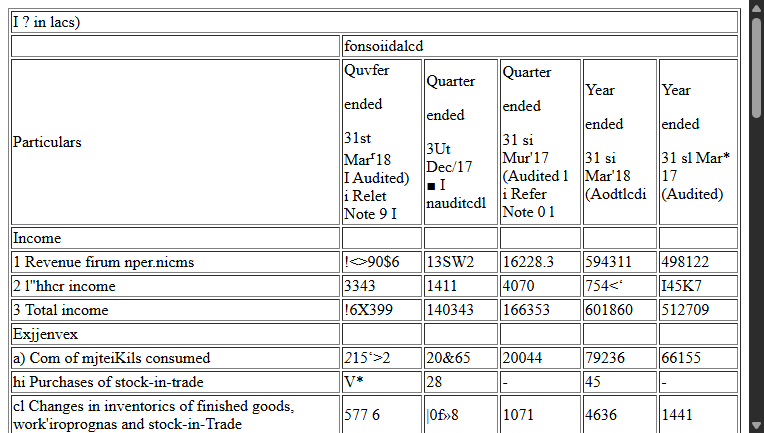 I ? in lacs)
fonsoiidalcd
Particulars
Quvfer
ended
31st
Marʳ18
I Audited)
i Relet
Note 9 I
Quarter
ended
3Ut
Dec/17
■ I
nauditcdl
Quarter
ended
31 si
Mur'17
(Audited l
i Refer
Note 0 l
Year
ended
31 si
Mar'18
(Aodtlcdi
Year
ended
31 sl Mar*
17
(Audited)
Income
1 Revenue firum nper.nicms !<>90$6 13SW2 16228.3 594311 498122
2 l"hhcr income 3343 1411 4070 754<‘ I45K7
3 Total income !6X399 140343 166353 601860 512709
Exjjenvex
a) Com of mjteiKils consumed 215‘>2 20&65 20044 79236 66155
hi Purchases of stock-in-trade V* 28 - 45 -
cl Changes in inventorics of finished goods,
work'iroprognas and stock-in-Trade 577 6 |0f»8 1071 4636 1441